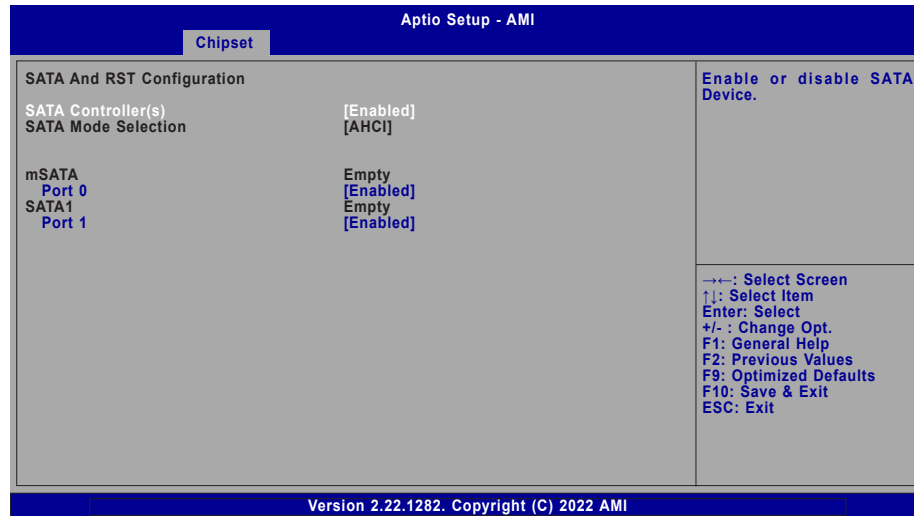 Aptio Setup - AMI
Chipset
SATA And RST Configuration
SATA Controller(s) [Enabled]
SATA Mode Selection [AHCI]
mSATA Empty
Port 0 [Enabled]
SATA1 Empty
Port 1 [Enabled]
Enable or disable SATA
Device.
→←: Select Screen
↑↓: Select Item
Enter: Select
+/- : Change Opt.
F1: General Help
F2: Previous Values
F9: Optimized Defaults
F10: Save & Exit
ESC: Exit
Version 2.22.1282. Copyright (C) 2022 AMI